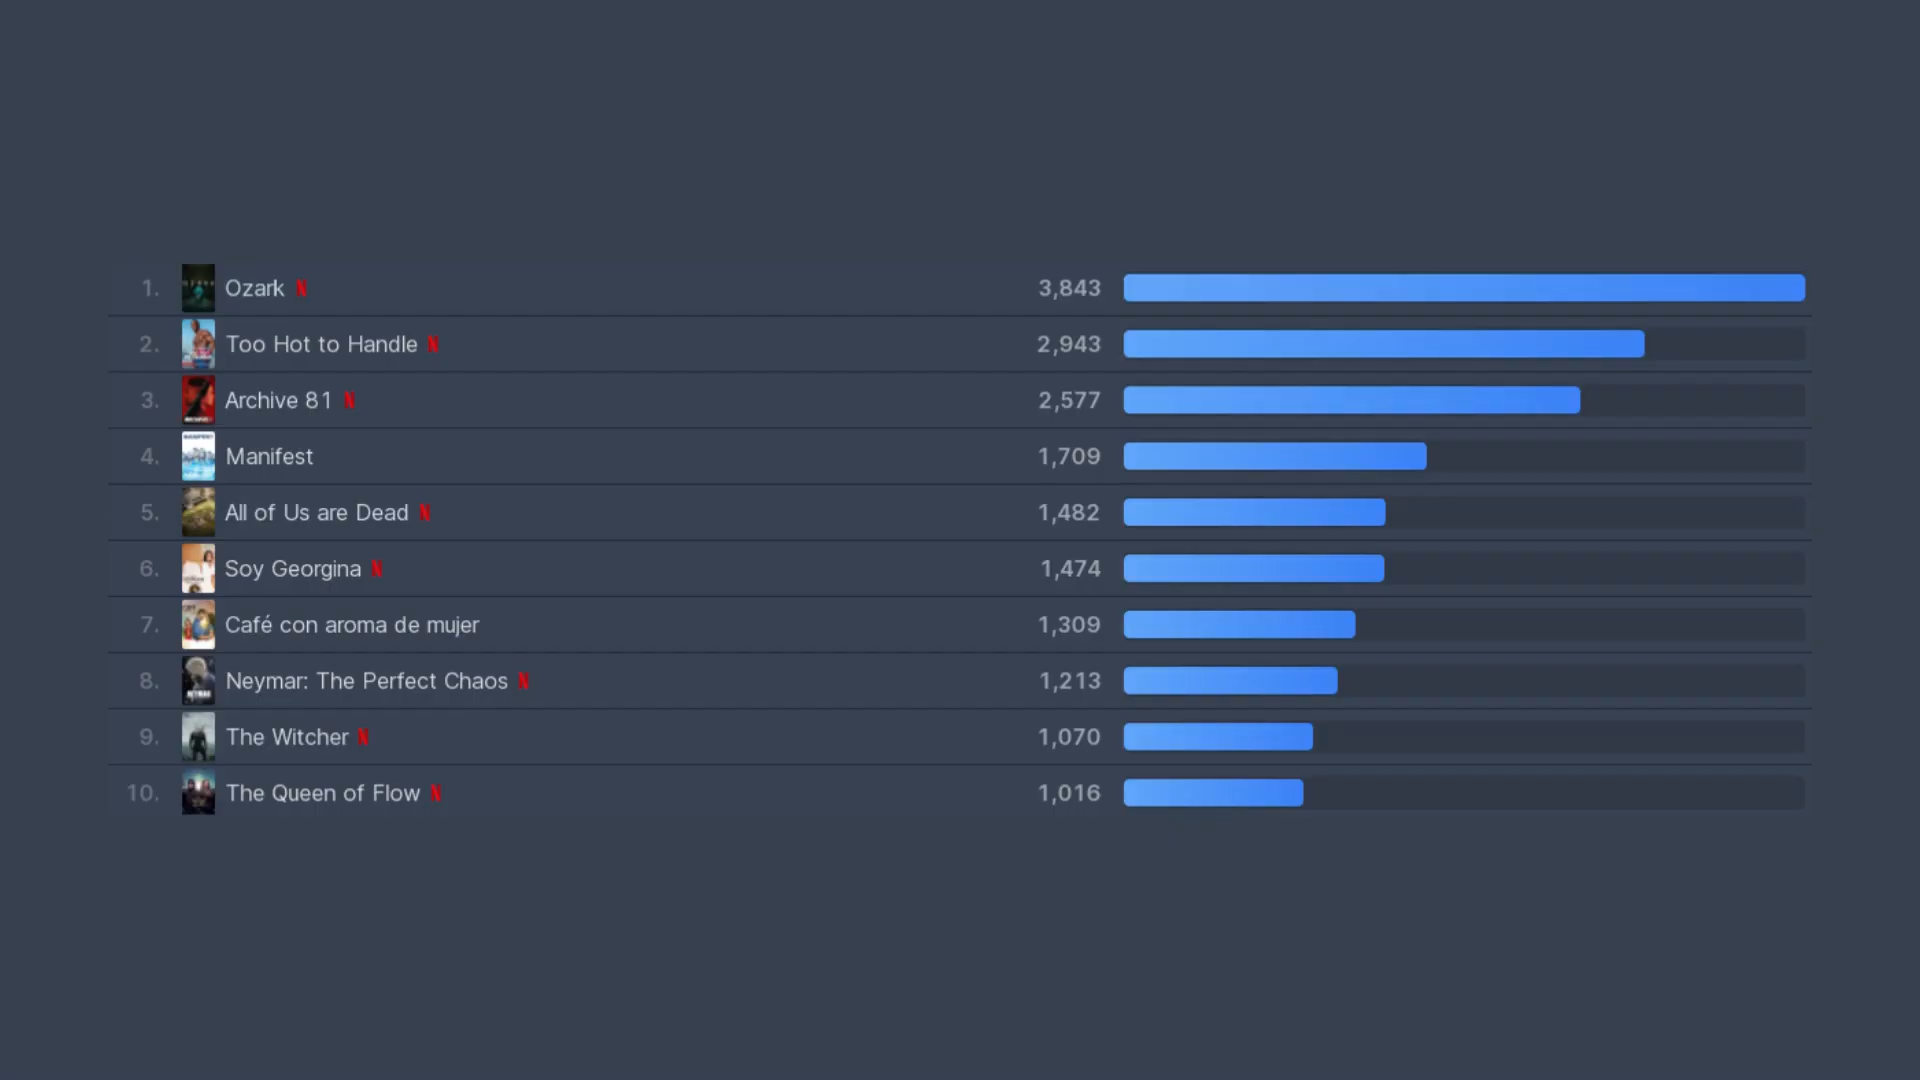 1. Ozark N 3,843
2. Too Hot to Handle N 2,943
3. Archive 81 N 2,577
4. Manifest 1,709
5. All of Us are Dead N 1,482
6. Soy Georgina N 1,474
7. Café con aroma de mujer 1,309
8. Neymar: The Perfect Chaos N 1,213
9. The Witcher N 1,070
10. The Queen of Flow N 1,016